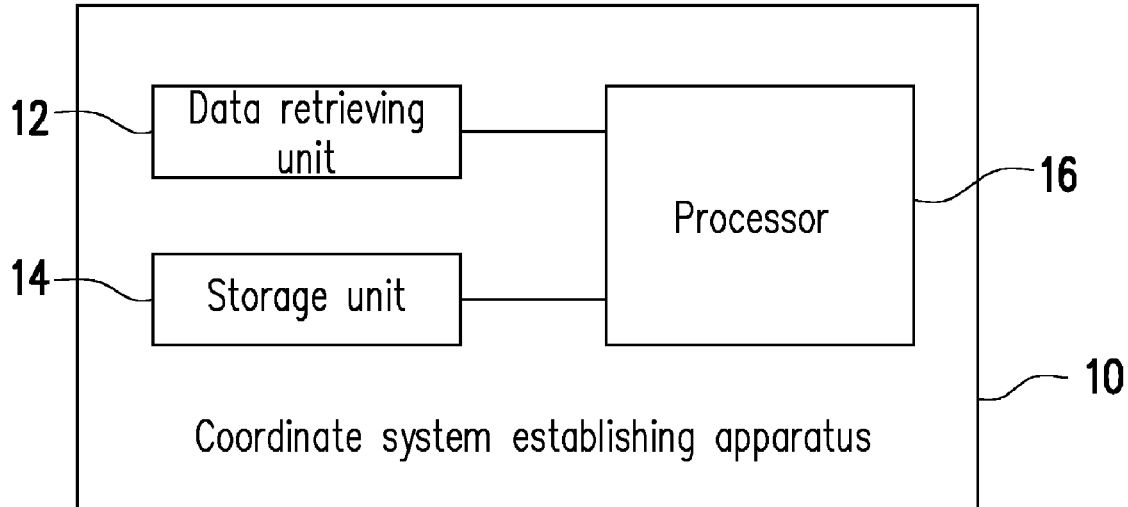 12
Data retrieving
unit
16
Processor
14
Storage unit
10
Coordinate system establishing apparatus